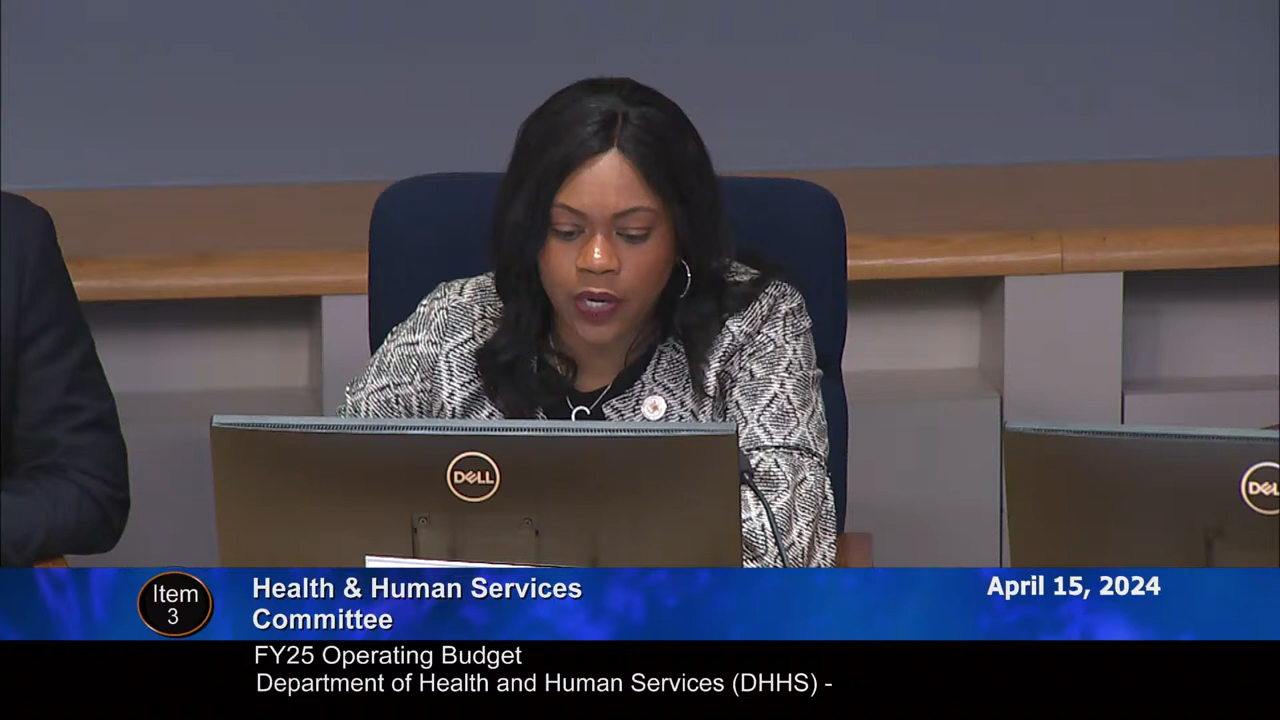 DELL
DEL
Item
3
Health & Human Services
Committee
April 15, 2024
FY25 Operating Budget
Department of Health and Human Services (DHHS) -